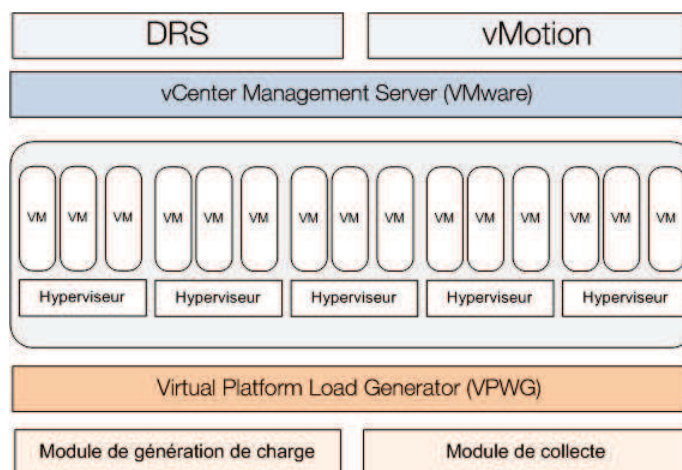 DRS vMotion
vCenter Management Server (VMware)
VM VM VM VM VM VM VM VM VM VM VM VM VM VM VM
Hyperviseur Hyperviseur Hyperviseur Hyperviseur Hyperviseur
Virtual Platform Load Generator (VPWG)
Module de génération de charge Module de collecte